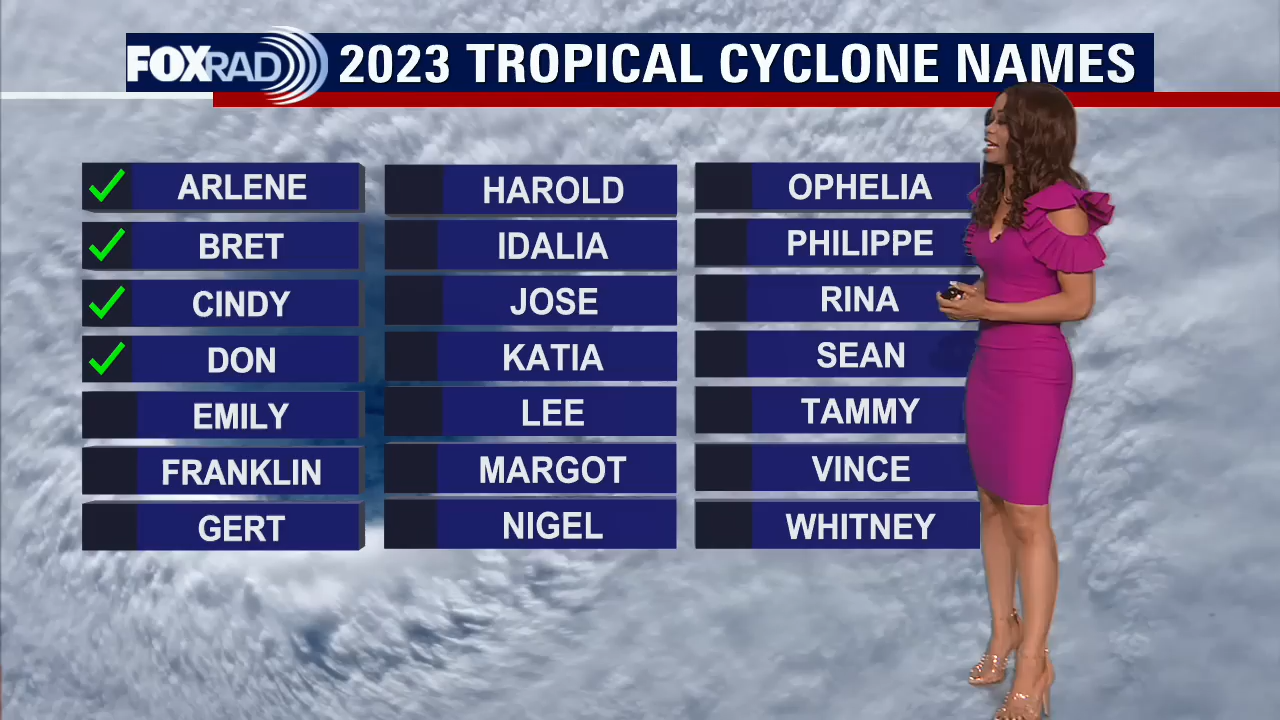 FOXRAD 2023 TROPICAL CYCLONE NAMES
ARLENE
BRET
CINDY
DON
EMILY
FRANKLIN
GERT
HAROLD
IDALIA
JOSE
KATIA
LEE
MARGOT
NIGEL
OPHELIA
PHILIPPE
RINA
SEAN
TAMMY
VINCE
WHITNEY